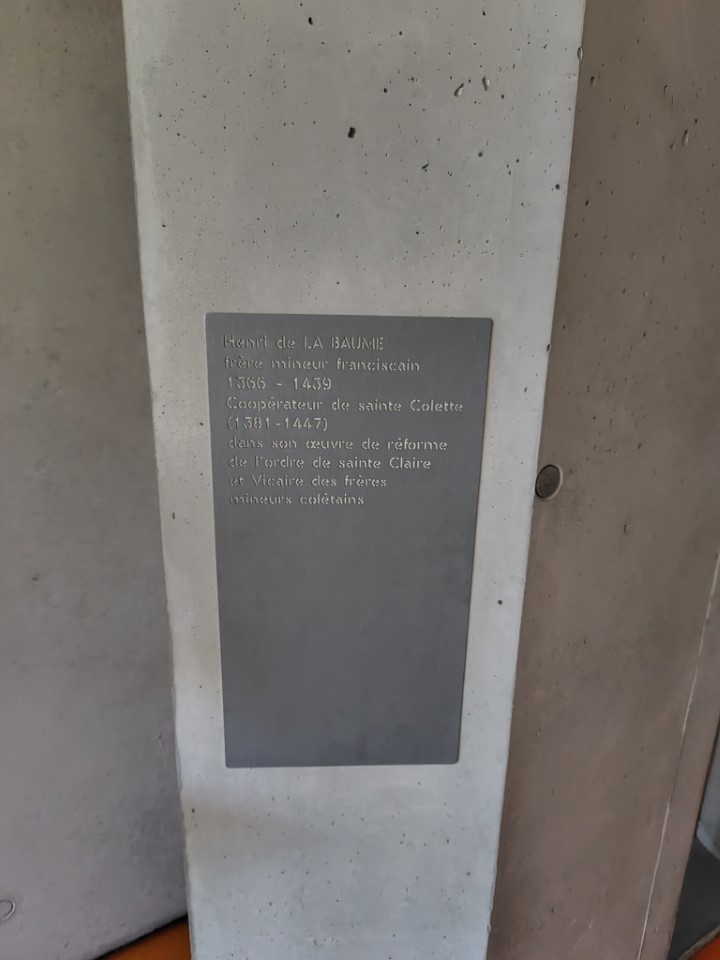 Henri de LA BAUME
frère mineur franciscain
1366 - 1439
Coopérateur de sainte Colette
(1381-1447)
dans son œuvre de réforme
de l'ordre de sainte Claire
et Vicaire des frères
mineurs colétains